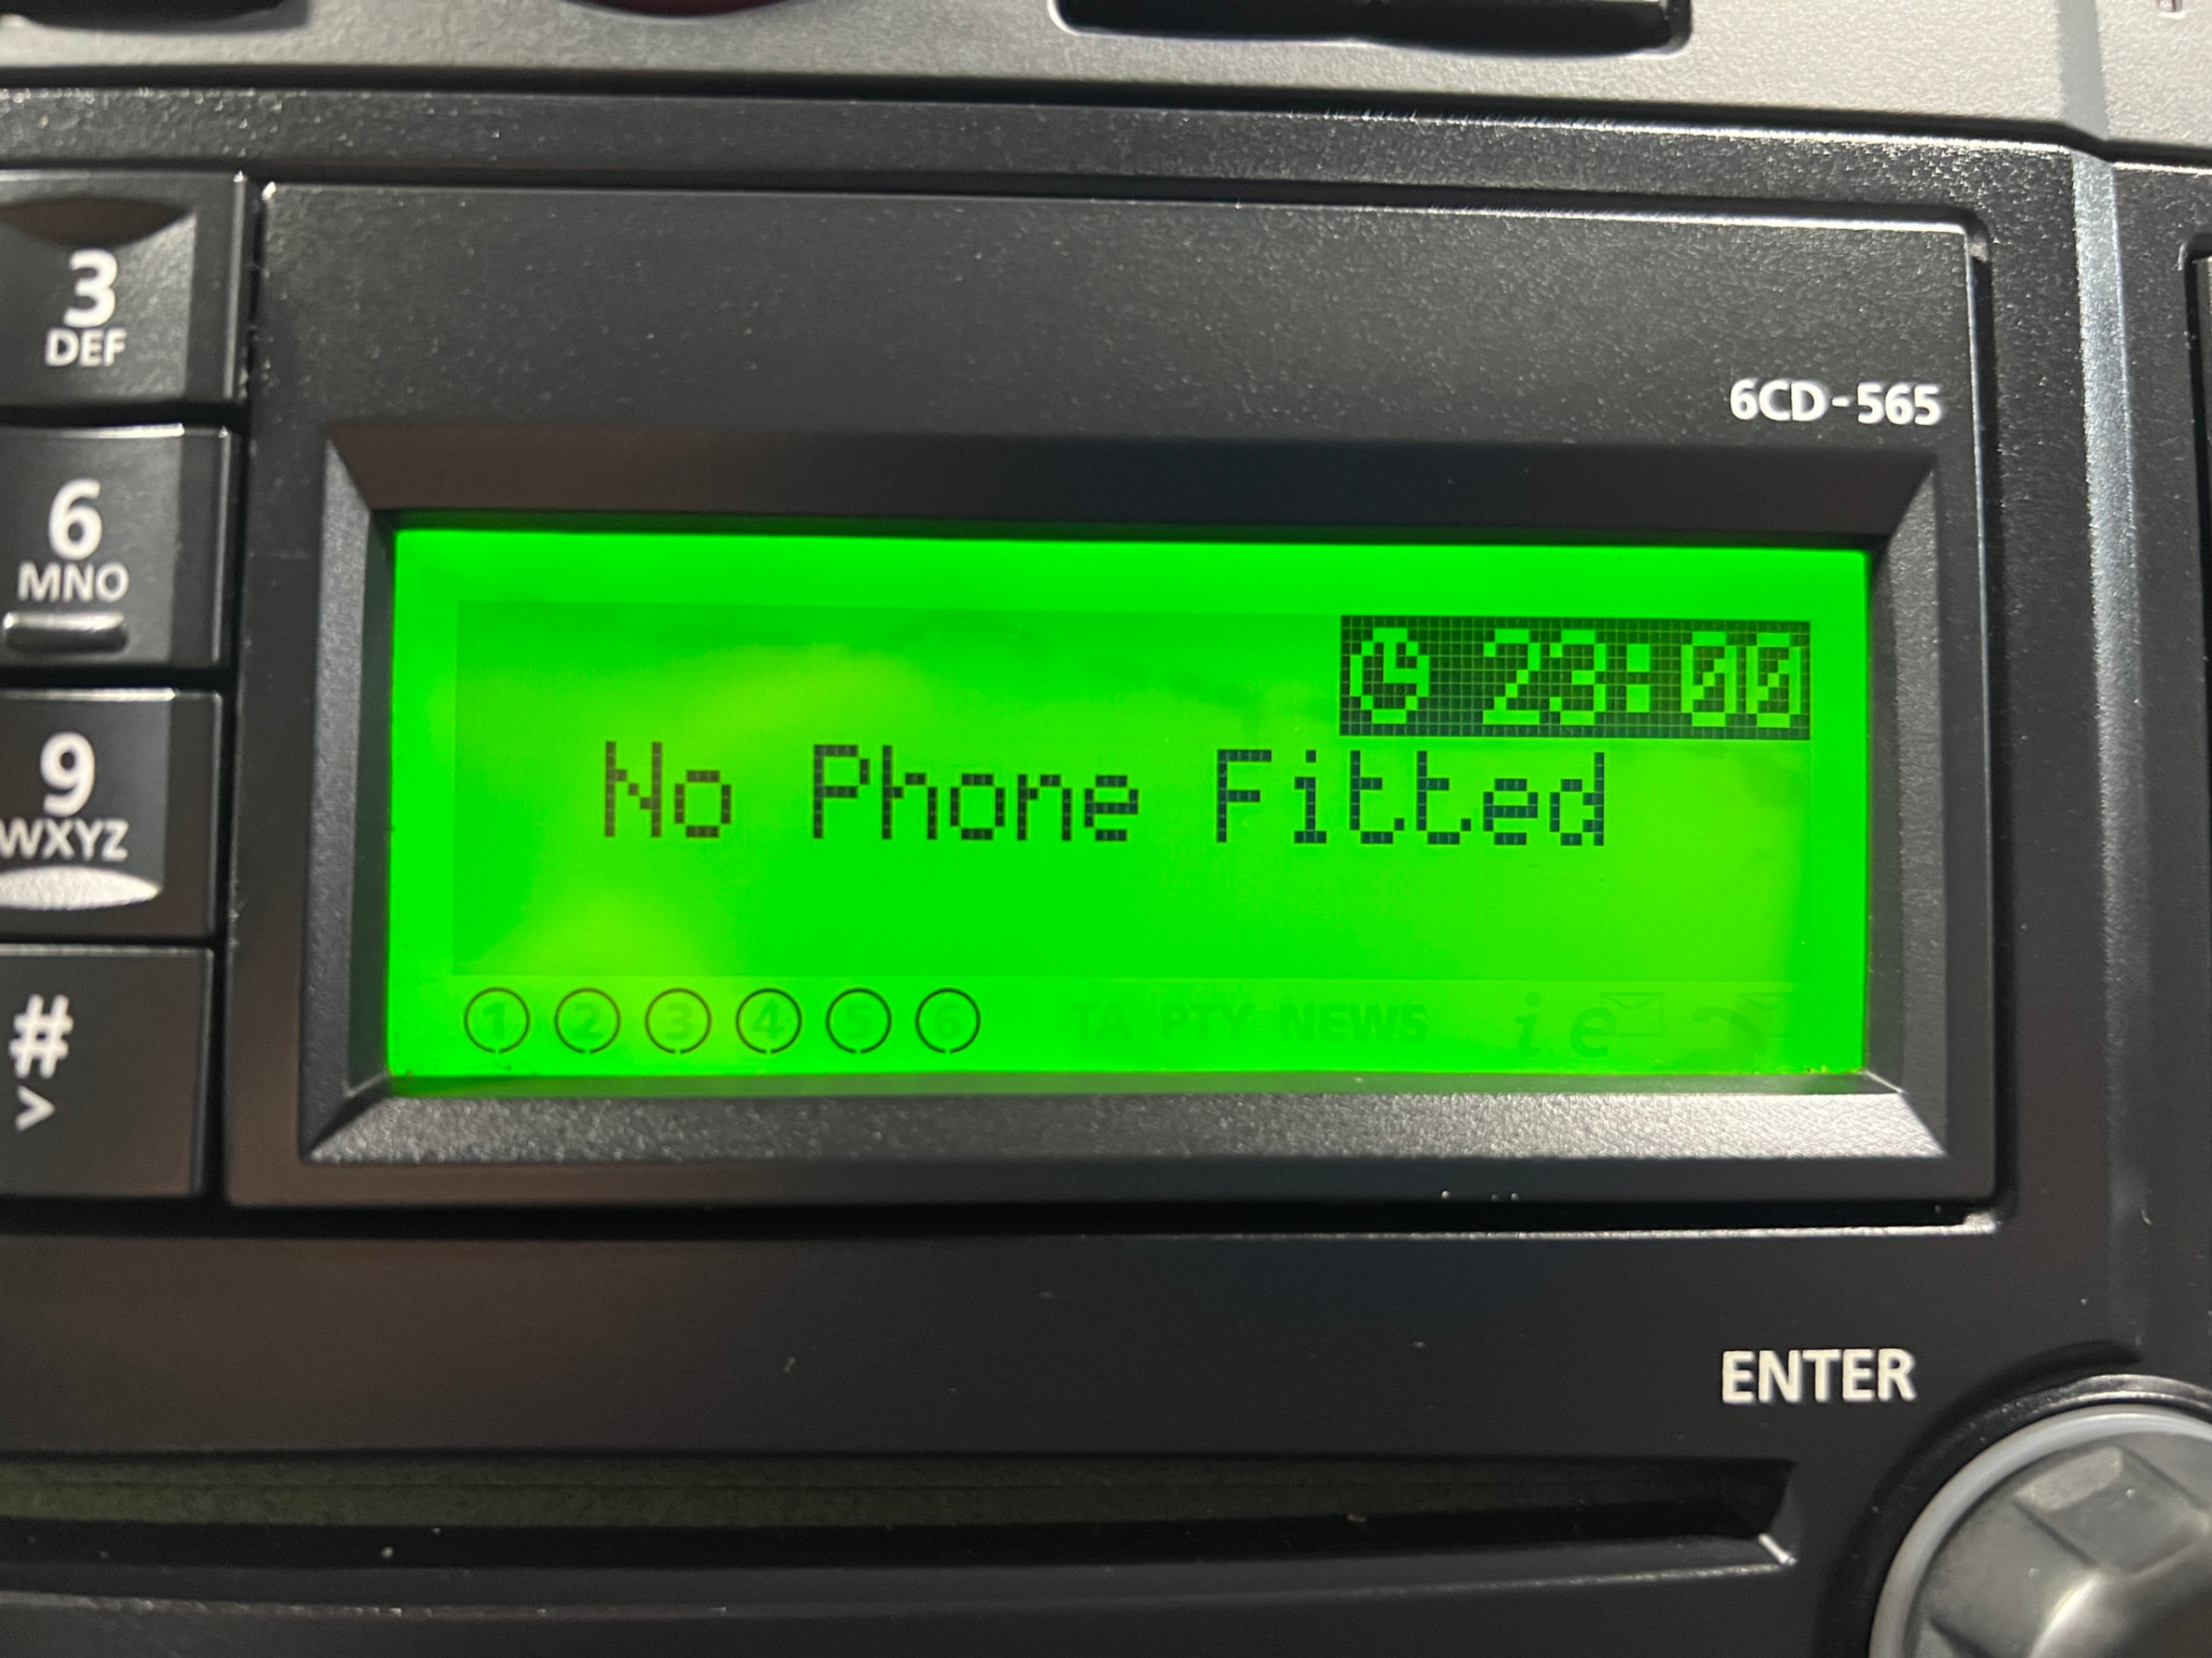 3
DEF
6CD-565
6
MNO
23:00
No Phone Fitted
9
WXYZ
1 2 3 4 5 6 TA PTY NEWS i e
#
>
ENTER